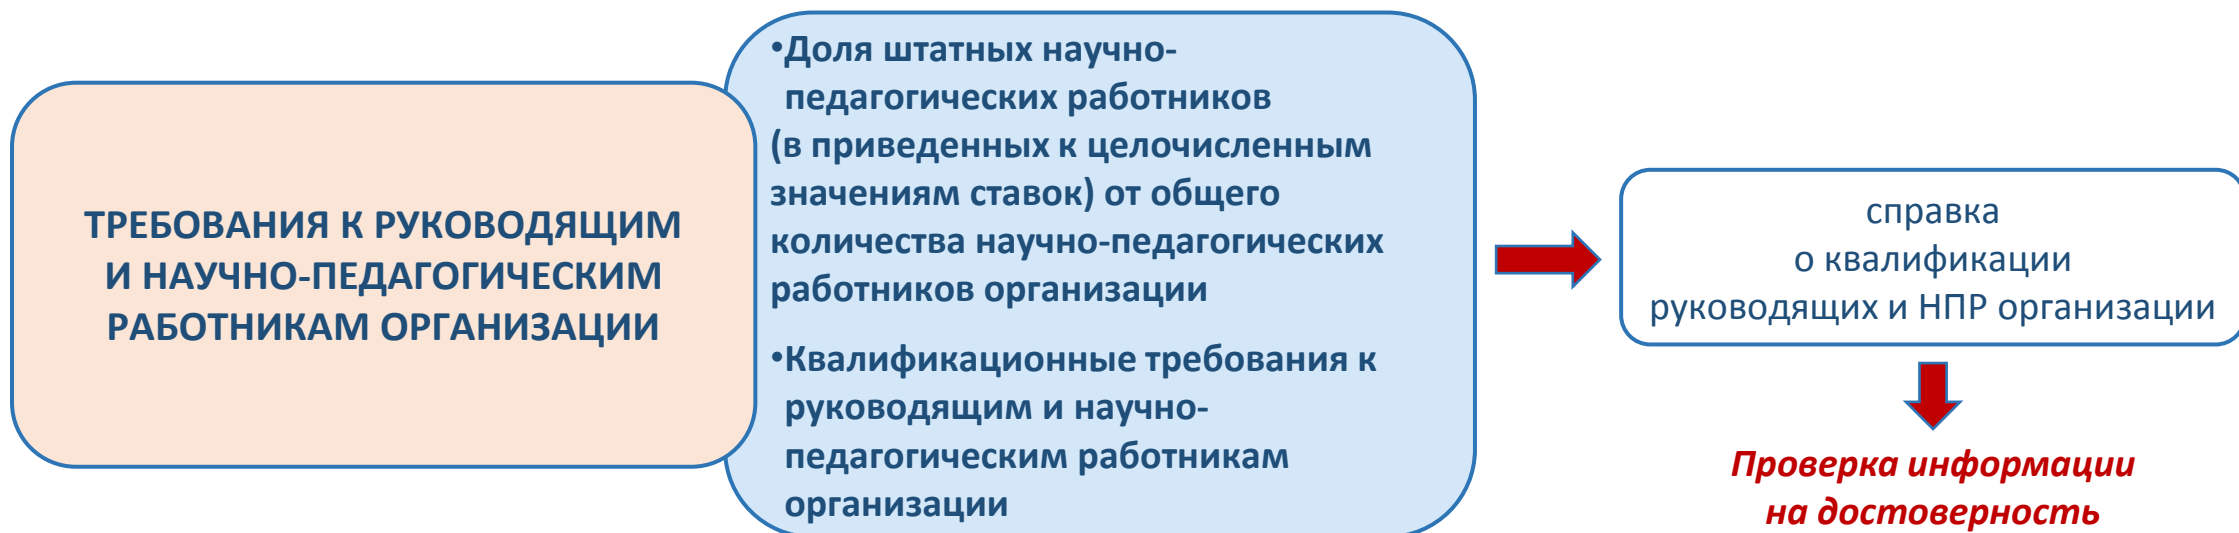 ТРЕБОВАНИЯ К РУКОВОДЯЩИМ
И НАУЧНО-ПЕДАГОГИЧЕСКИМ
РАБОТНИКАМ ОРГАНИЗАЦИИ
•Доля штатных научно-
педагогических работников
(в приведенных к целочисленным
значениям ставок) от общего
количества научно-педагогических
работников организации
•Квалификационные требования к
руководящим и научно-
педагогическим работникам
организации
справка
о квалификации
руководящих и НПР организации
Проверка информации
на достоверность